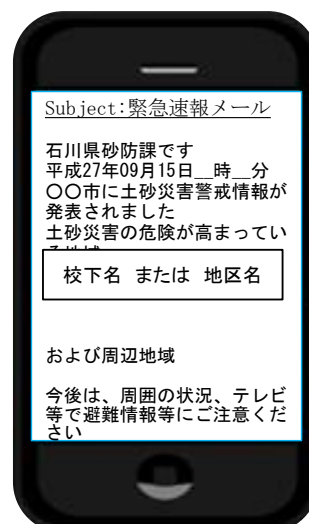 Subject:緊急速報メール
石川県砂防課です
平成27年09月15日__時__分
〇〇市に土砂災害警戒情報が
発表されました
土砂災害の危険が高まってい
校下名 または 地区名
および周辺地域
今後は、周囲の状況、テレビ
等で避難情報等にご注意くだ
さい